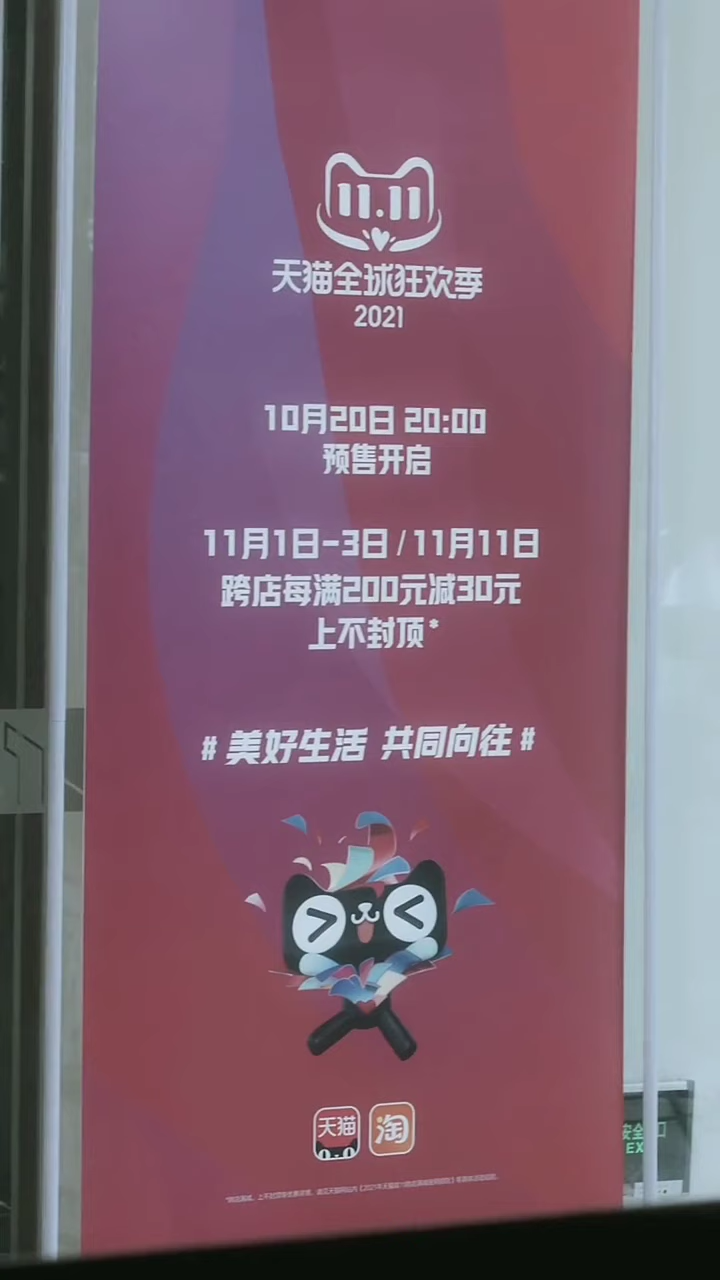 11.11
天猫全球狂欢季
2021
10月20日 20:00
预售开启
11月1日-3日/11月11日
跨店每满200元减30元
上不封顶*
#美好生活 共同向往#
天猫
淘
安全
EX